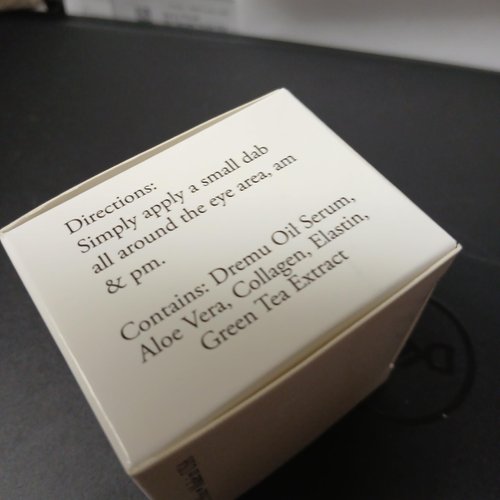 Directions:
Simply apply a small dab
all around the eye area, am
& pm.
Contains: Dremu Oil Serum,
Aloe Vera, Collagen, Elastin,
Green Tea Extract